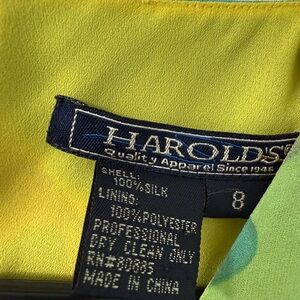 HAROLDS
Quality Apparel Since 1948
8
SHELL:
100% SILK
LINING:
100% POLYESTER
PROFESSIONAL
DRY CLEAN ONLY
RN#80665
MADE IN CHINA